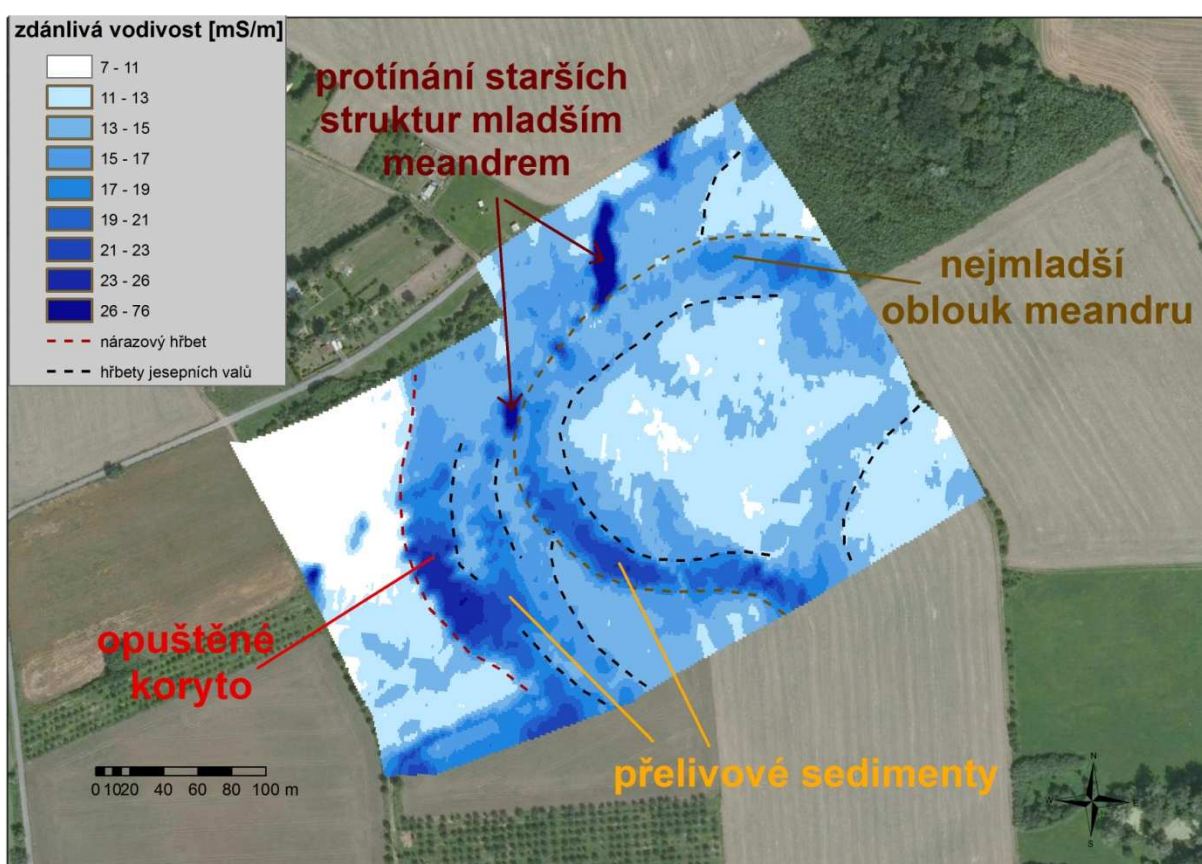 zdánlivá vodivost [mS/m]
7 - 11
11 - 13
13 - 15
15 - 17
17 - 19
19 - 21
21 - 23
23 - 26
26 - 76
nárazový hřbet
hřbety jesepních valů
protínání starších
struktur mladším
meandrem
nejmladší
oblouk meandru
opuštěné
koryto
přelivové sedimenty
0 10 20 40 60 80 100 m
N
W E
S